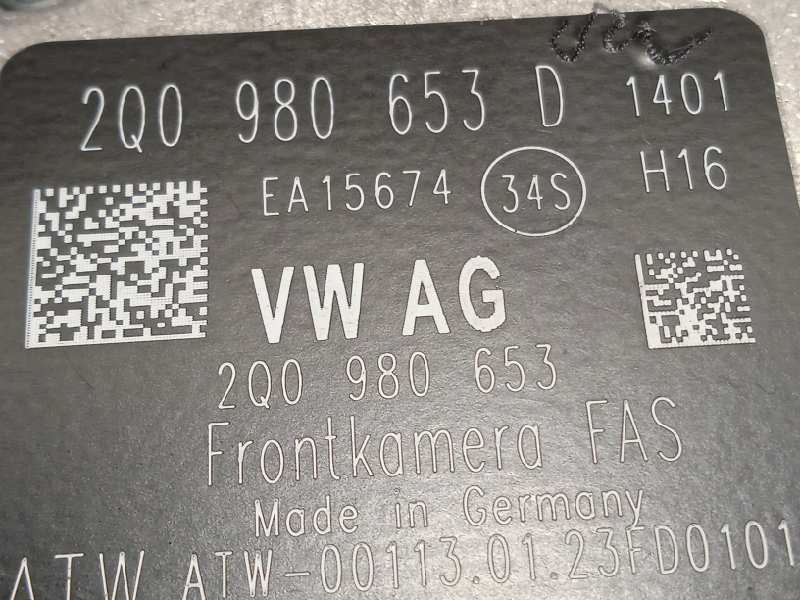 2Q0 980 653 D 1401
EA15674 34S H16
VW AG
2Q0 980 653
Frontkamera FAS
Made in Germany
ATW ATW-00113.01.23FD0101